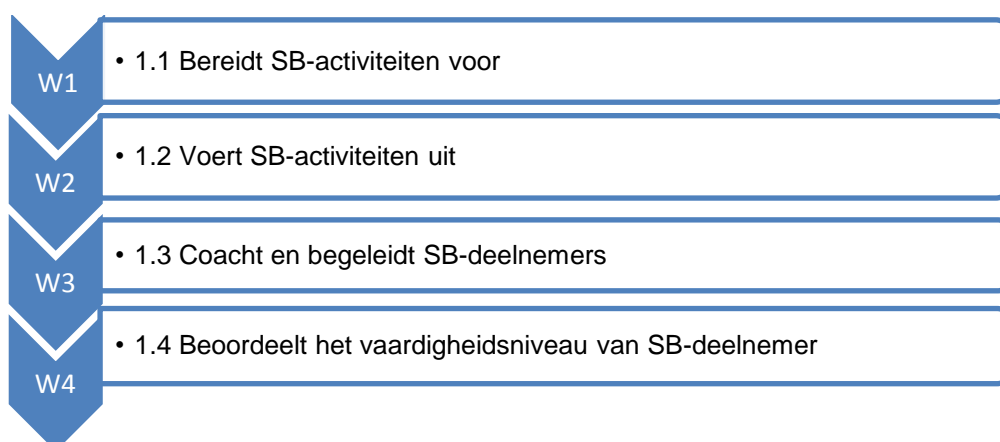 W1
• 1.1 Bereidt SB-activiteiten voor
W2
• 1.2 Voert SB-activiteiten uit
W3
• 1.3 Coacht en begeleidt SB-deelnemers
W4
• 1.4 Beoordeelt het vaardigheidsniveau van SB-deelnemer